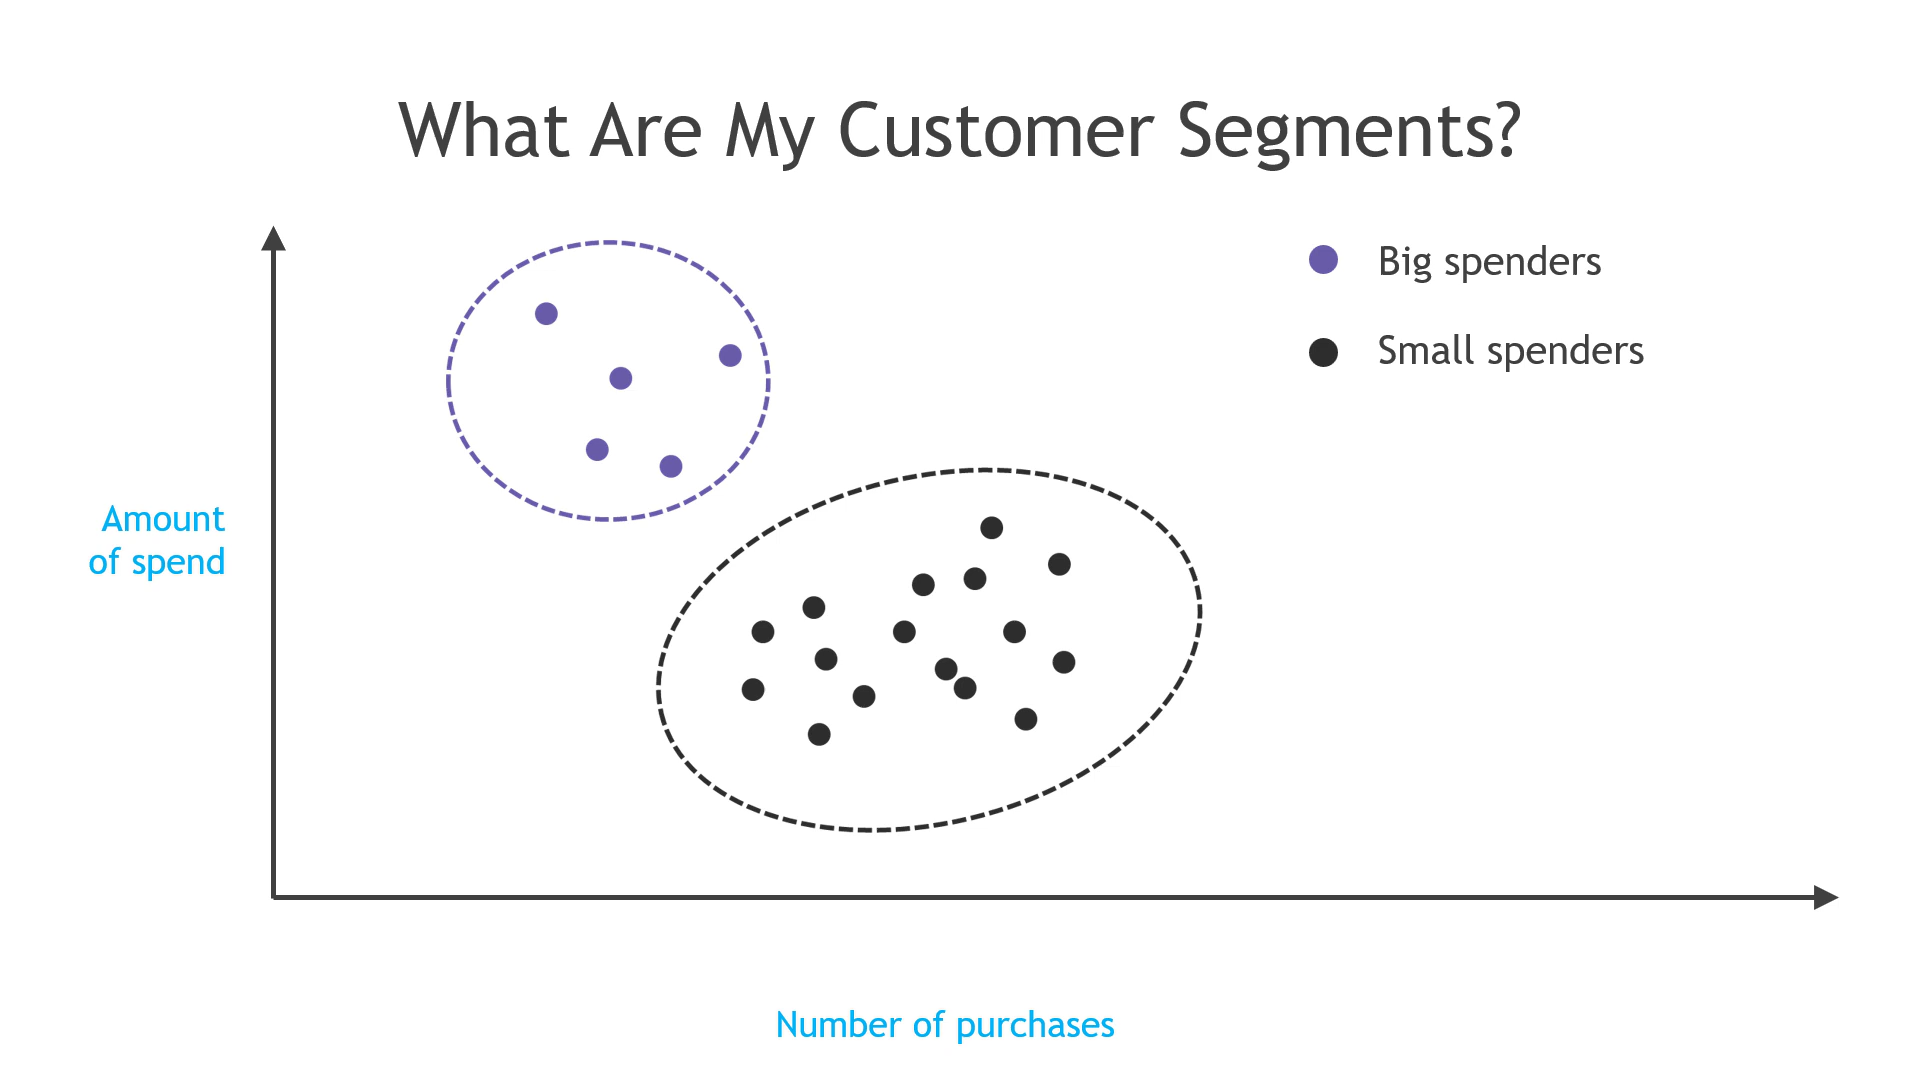 What Are My Customer Segments?
Big spenders
Small spenders
Amount
of spend
Number of purchases